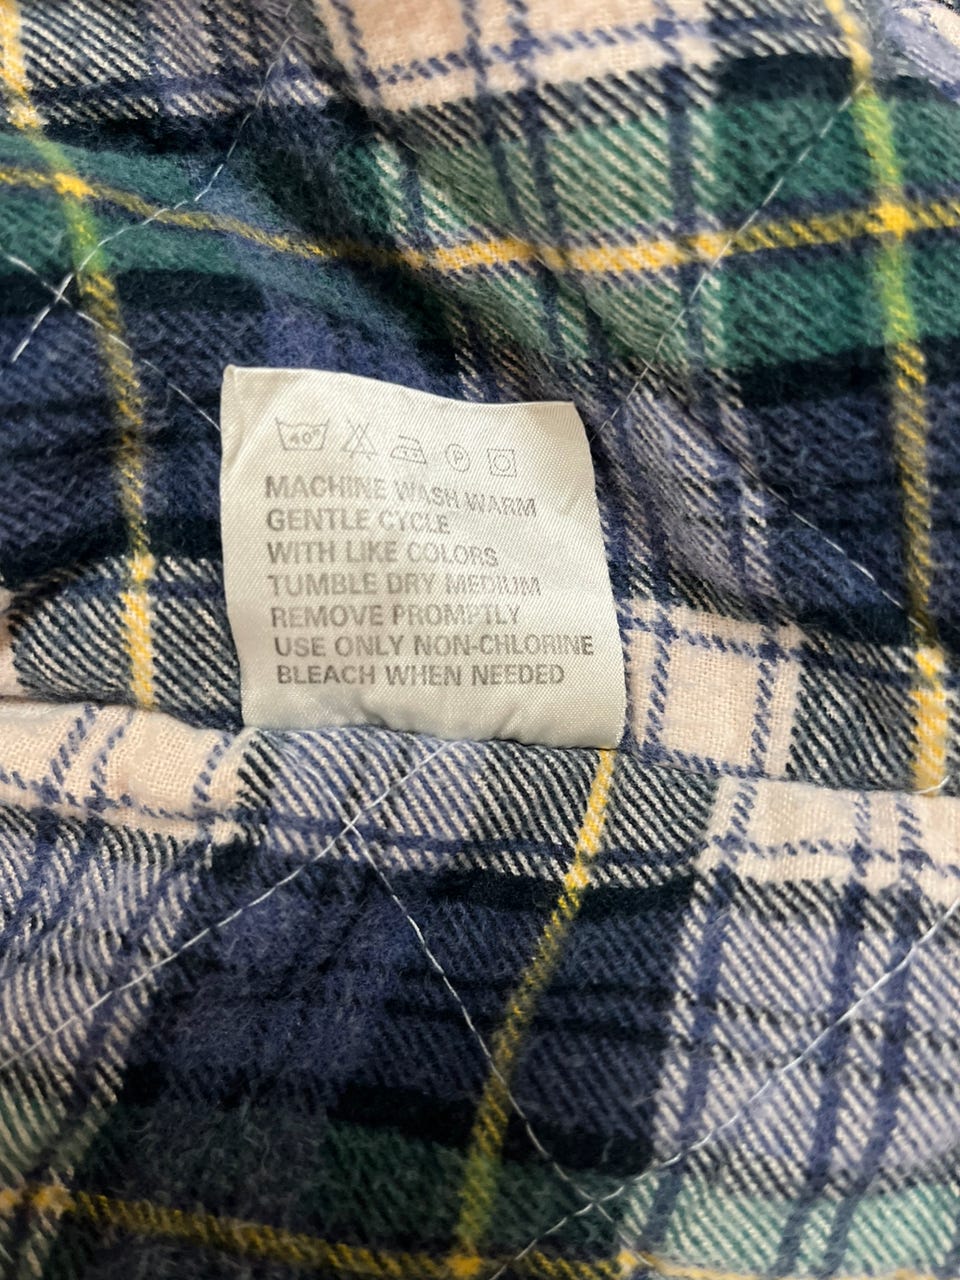 40°
P
MACHINE WASH WARM
GENTLE CYCLE
WITH LIKE COLORS
TUMBLE DRY MEDIUM
REMOVE PROMPTLY
USE ONLY NON-CHLORINE
BLEACH WHEN NEEDED